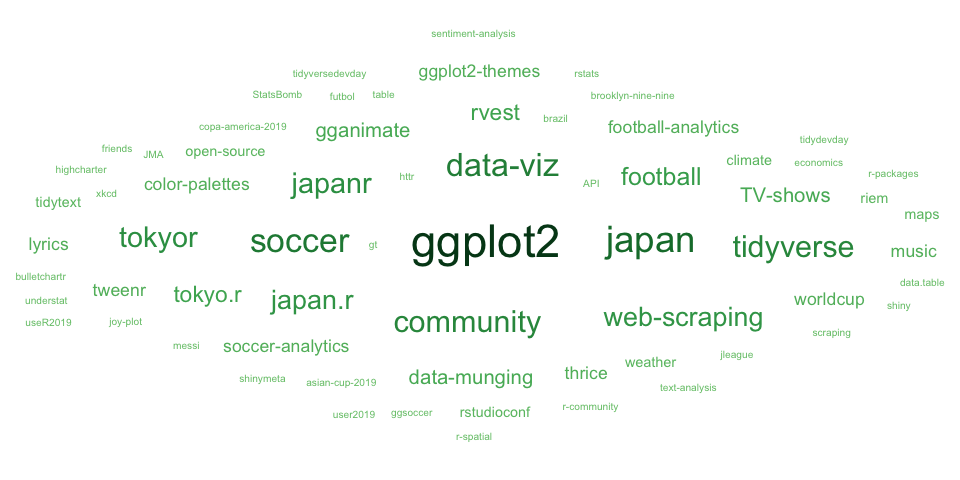 sentiment-analysis
ggplot2-themes
tidyversedevday
rstats
StatsBomb
futbol
table
brooklyn-nine-nine
rvest
brazil
copa-america-2019
gganimate
football-analytics
tidydevday
friends
JMA
open-source
data-viz
climate
economics
highcharter
xkcd
color-palettes
japanr
httr
API
football
r-packages
tidytext
TV-shows
riem
maps
lyrics
tokyor
soccer
gt
ggplot2
japan
tidyverse
music
bulletchartr
data.table
understat
tweenr
tokyo.r
japan.r
worldcup
shiny
useR2019
joy-plot
community
web-scraping
scraping
messi
soccer-analytics
jleague
weather
shinymeta
asian-cup-2019
data-munging
thrice
text-analysis
user2019
ggsoccer
rstudioconf
r-community
r-spatial